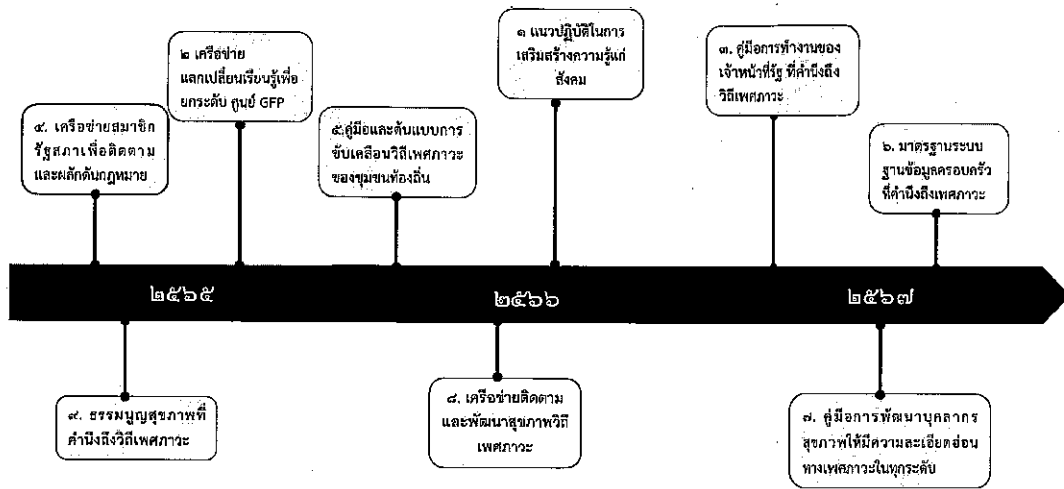 ๑ แนวปฏิบัติในการ
เสริมสร้างความรู้แก่
สังคม
๒ เครือข่าย
แลกเปลี่ยนเรียนรู้เพื่อ
ยกระดับ ศูนย์ GFP
๓. คู่มือการทำงานของ
เจ้าหน้าที่รัฐ ที่คำนึงถึง
วิถีเพศภาวะ
๔. เครือข่ายสมาชิก
รัฐสภาเพื่อติดตาม
และผลักดันกฎหมาย
๕.คู่มือและต้นแบบการ
ขับเคลื่อนวิถีเพศภาวะ
ของชุมชนท้องถิ่น
๖. มาตรฐานระบบ
ฐานข้อมูลครอบครัว
ที่คำนึงถึงเพศภาวะ
๒๕๖๕
๒๕๖๖
๒๕๖๗
๙. ธรรมนูญสุขภาพที่
คำนึงถึงวิถีเพศภาวะ
๘. เครือข่ายติดตาม
และพัฒนาสุขภาพวิถี
เพศภาวะ
๗. คู่มือการพัฒนาบุคลากร
สุขภาพให้มีความละเอียดอ่อน
ทางเพศภาวะในทุกระดับ